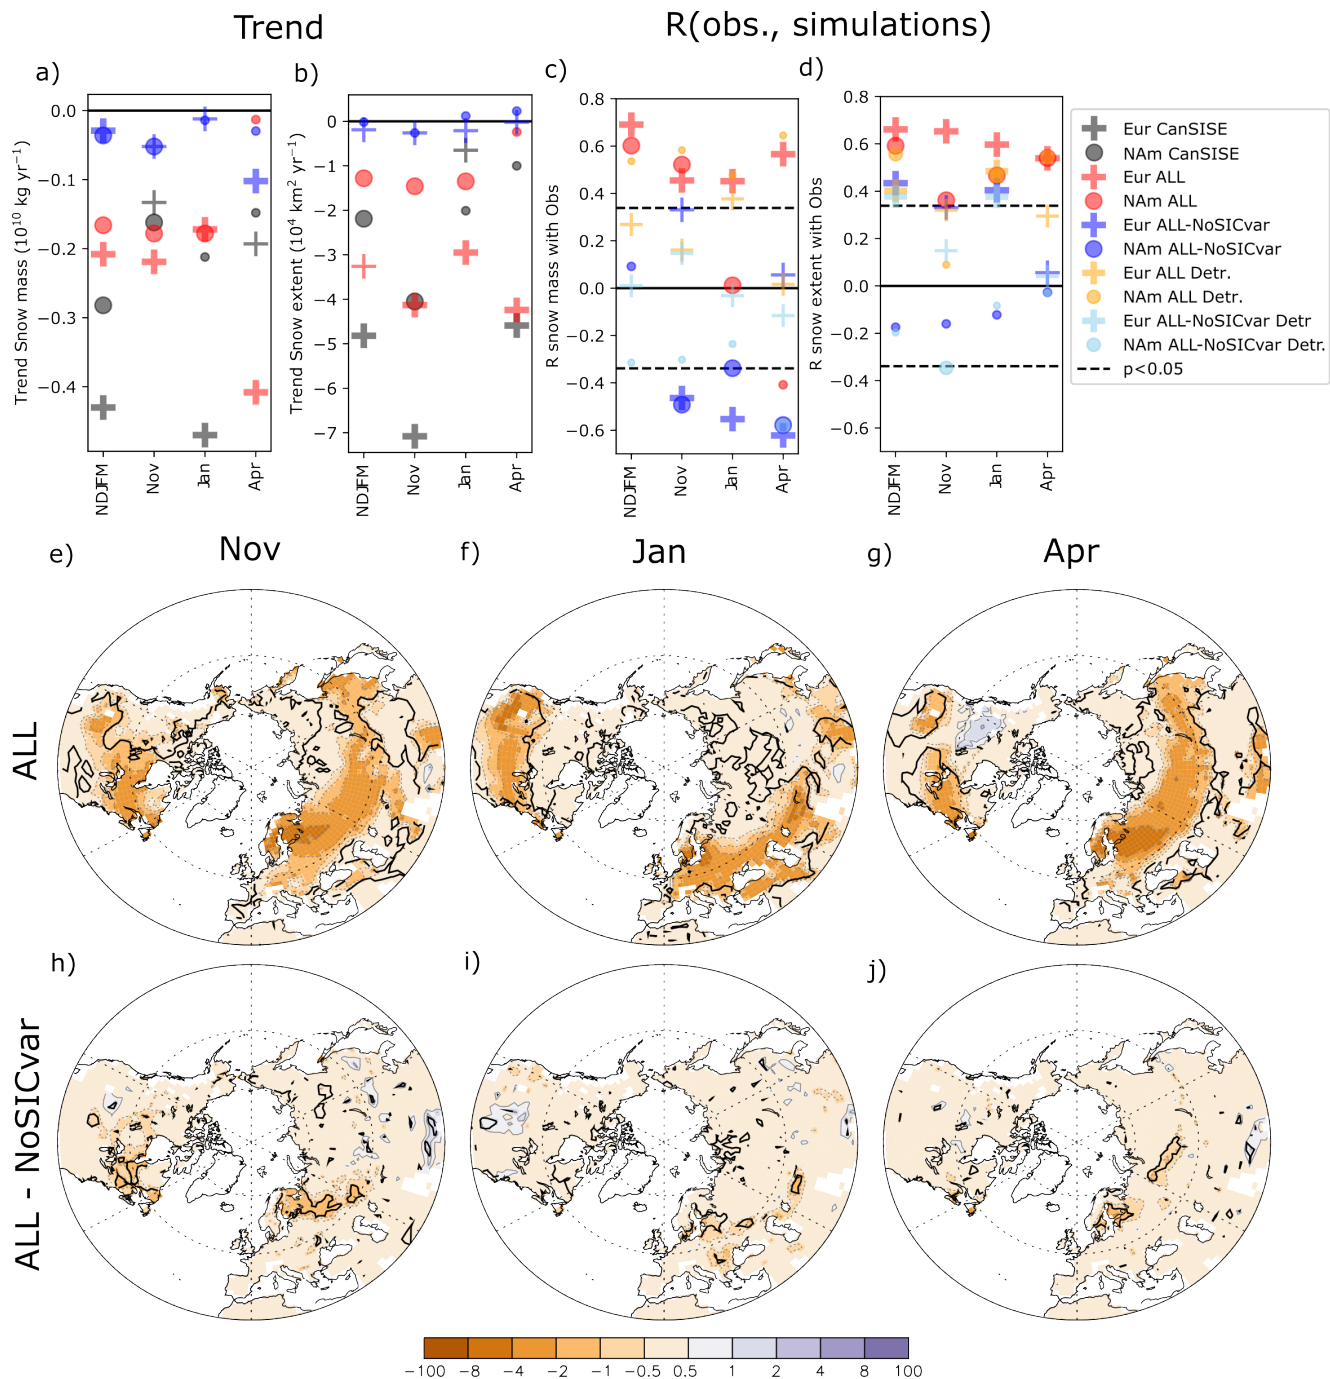 Trend
R(obs., simulations)
a)
b)
c)
d)
Trend Snow mass (10¹⁰ kg yr⁻¹)
0.0
−0.1
−0.2
−0.3
−0.4
NDJFM
Nov
Jan
Apr
Trend Snow extent (10⁴ km² yr⁻¹)
0
−1
−2
−3
−4
−5
−6
−7
NDJFM
Nov
Jan
Apr
R snow mass with Obs
0.8
0.6
0.4
0.2
0.0
−0.2
−0.4
−0.6
NDJFM
Nov
Jan
Apr
R snow extent with Obs
0.8
0.6
0.4
0.2
0.0
−0.2
−0.4
−0.6
NDJFM
Nov
Jan
Apr
Eur CanSISE
NAm CanSISE
Eur ALL
NAm ALL
Eur ALL-NoSICvar
NAm ALL-NoSICvar
Eur ALL Detr.
NAm ALL Detr.
Eur ALL-NoSICvar Detr
NAm ALL-NoSICvar Detr.
p<0.05
e)
Nov
f)
Jan
g)
Apr
ALL
h)
i)
j)
ALL - NoSICvar
−100 −8 −4 −2 −1 −0.5 0.5 1 2 4 8 100